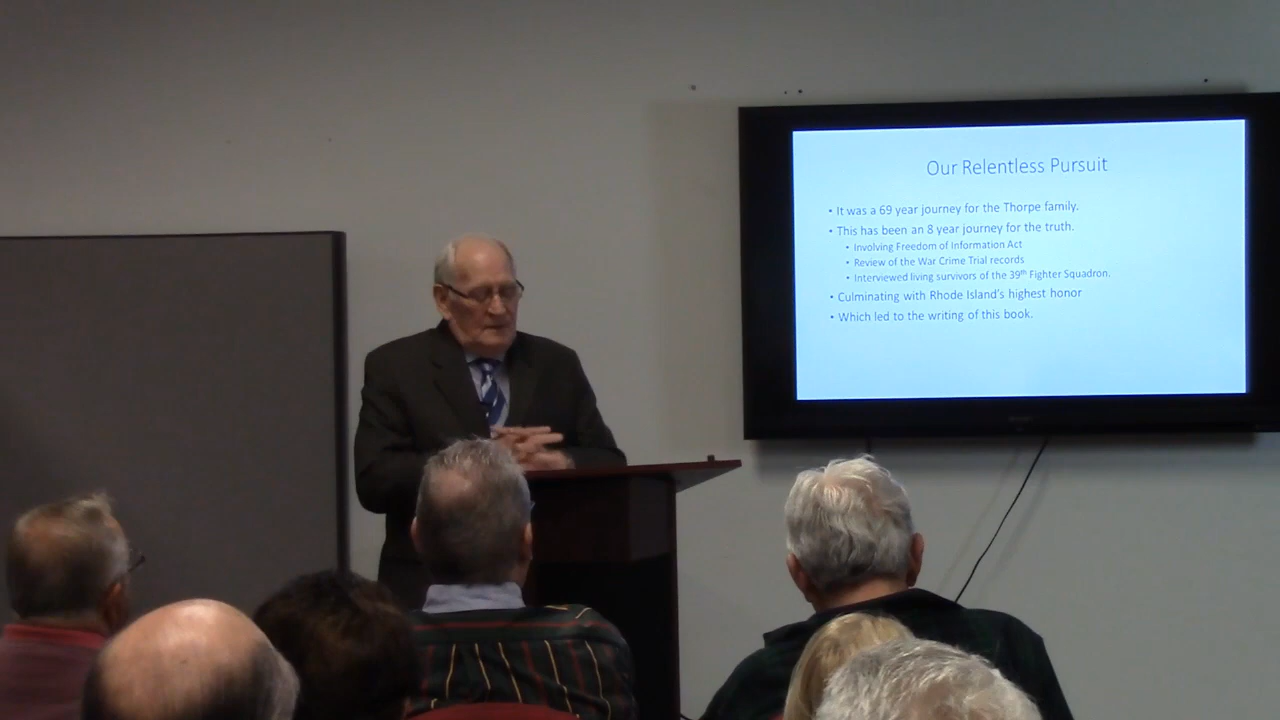 Our Relentless Pursuit
• It was a 69 year journey for the Thorpe family.
• This has been an 8 year journey for the truth.
• Involving Freedom of Information Act
• Review of the War Crime Trial records
• Interviewed living survivors of the 39th Fighter Squadron.
• Culminating with Rhode Island's highest honor
• Which led to the writing of this book.